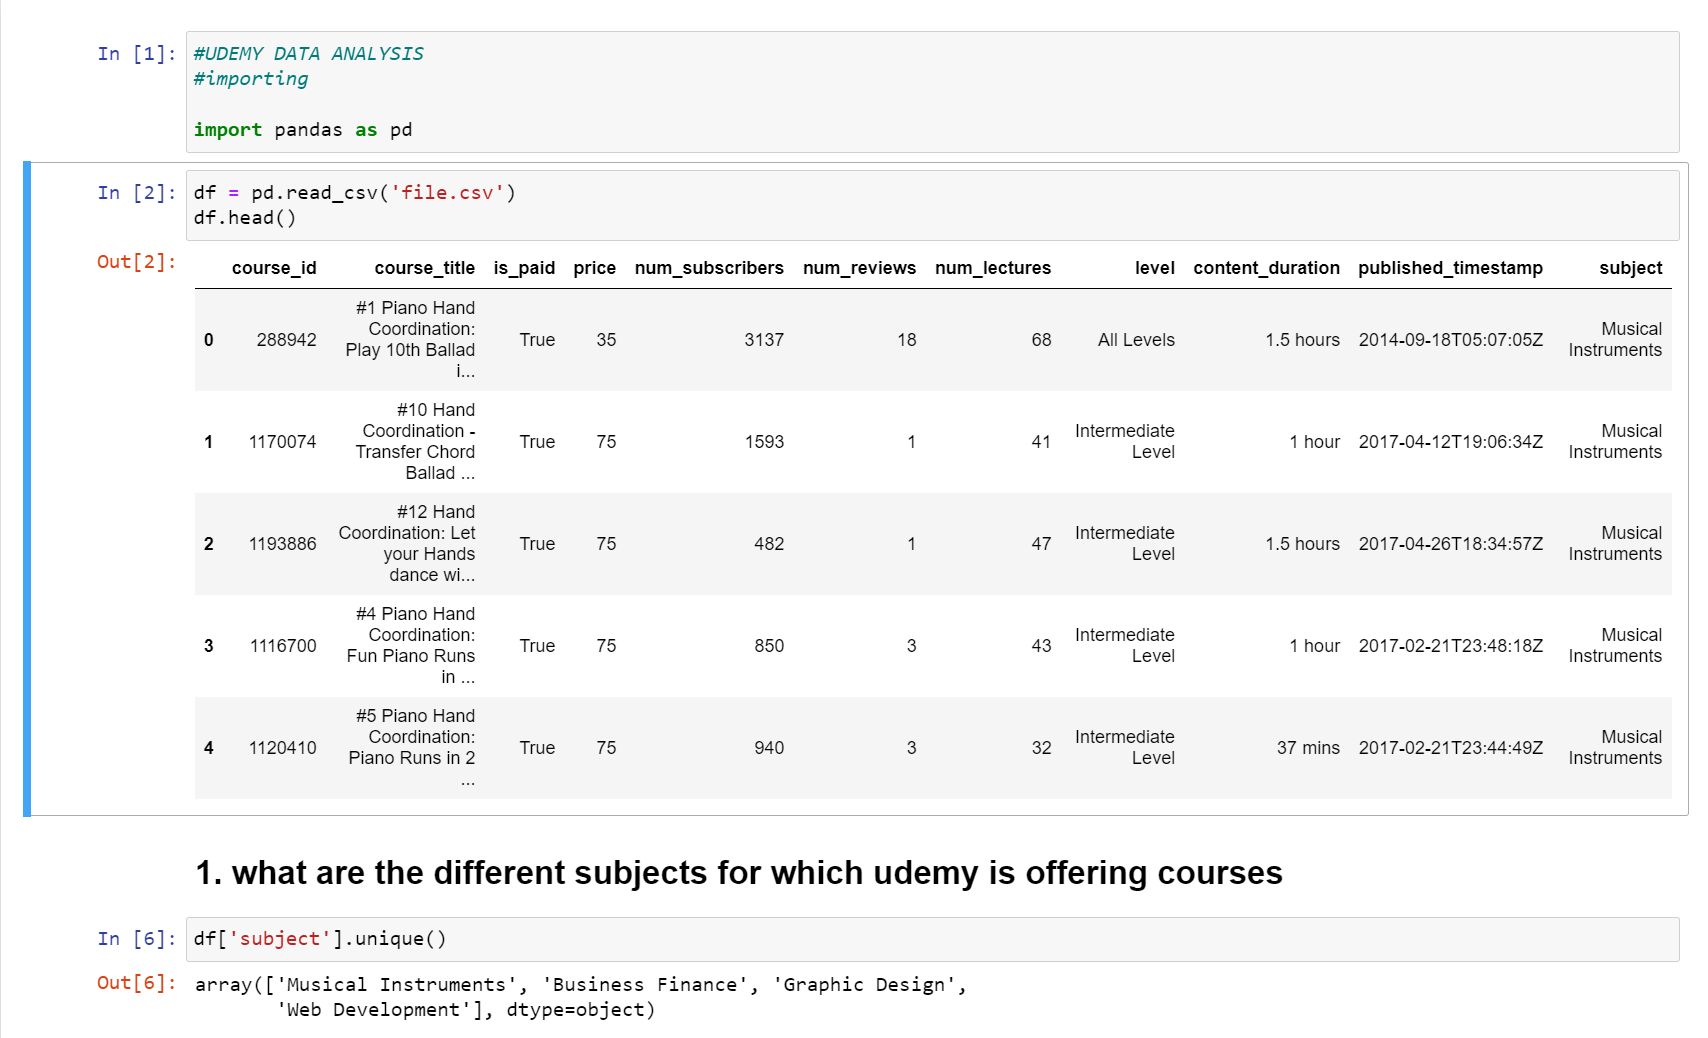 In [1]: #UDEMY DATA ANALYSIS
#importing
import pandas as pd
In [2]: df = pd.read_csv('file.csv')
df.head()
Out[2]:
course_id course_title is_paid price num_subscribers num_reviews num_lectures level content_duration published_timestamp subject
0 288942 #1 Piano Hand Coordination: Play 10th Ballad i... True 35 3137 18 68 All Levels 1.5 hours 2014-09-18T05:07:05Z Musical Instruments
1 1170074 #10 Hand Coordination - Transfer Chord Ballad ... True 75 1593 1 41 Intermediate Level 1 hour 2017-04-12T19:06:34Z Musical Instruments
2 1193886 #12 Hand Coordination: Let your Hands dance wi... True 75 482 1 47 Intermediate Level 1.5 hours 2017-04-26T18:34:57Z Musical Instruments
3 1116700 #4 Piano Hand Coordination: Fun Piano Runs in ... True 75 850 3 43 Intermediate Level 1 hour 2017-02-21T23:48:18Z Musical Instruments
4 1120410 #5 Piano Hand Coordination: Piano Runs in 2 ... True 75 940 3 32 Intermediate Level 37 mins 2017-02-21T23:44:49Z Musical Instruments
1. what are the different subjects for which udemy is offering courses
In [6]: df['subject'].unique()
Out[6]: array(['Musical Instruments', 'Business Finance', 'Graphic Design',
'Web Development'], dtype=object)